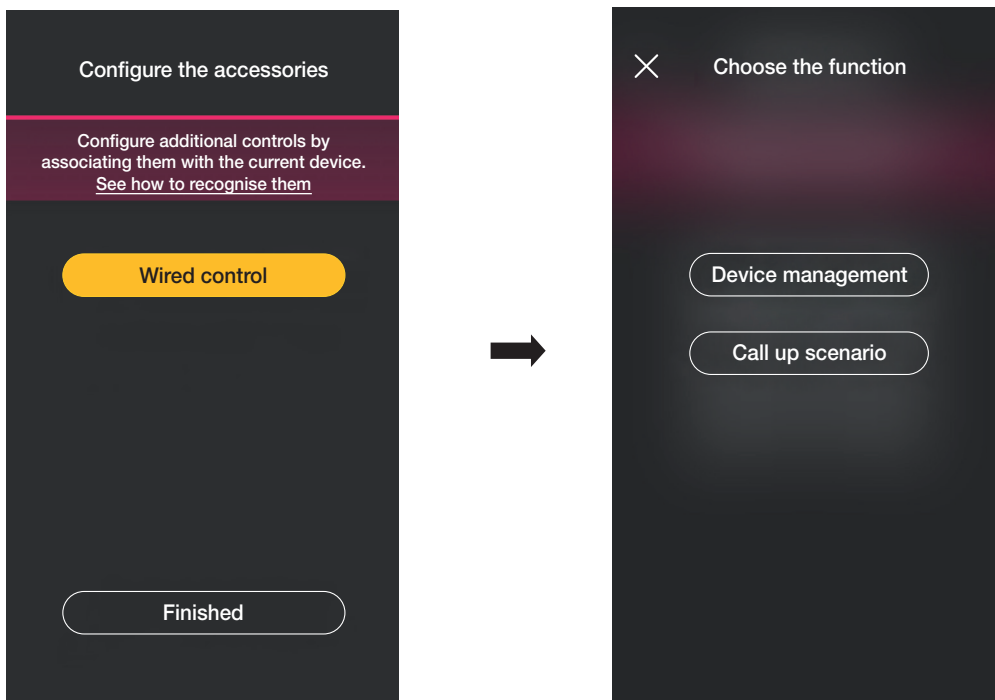 Configure the accessories
Configure additional controls by
associating them with the current device.
See how to recognise them
Wired control
Finished
Choose the function
Device management
Call up scenario